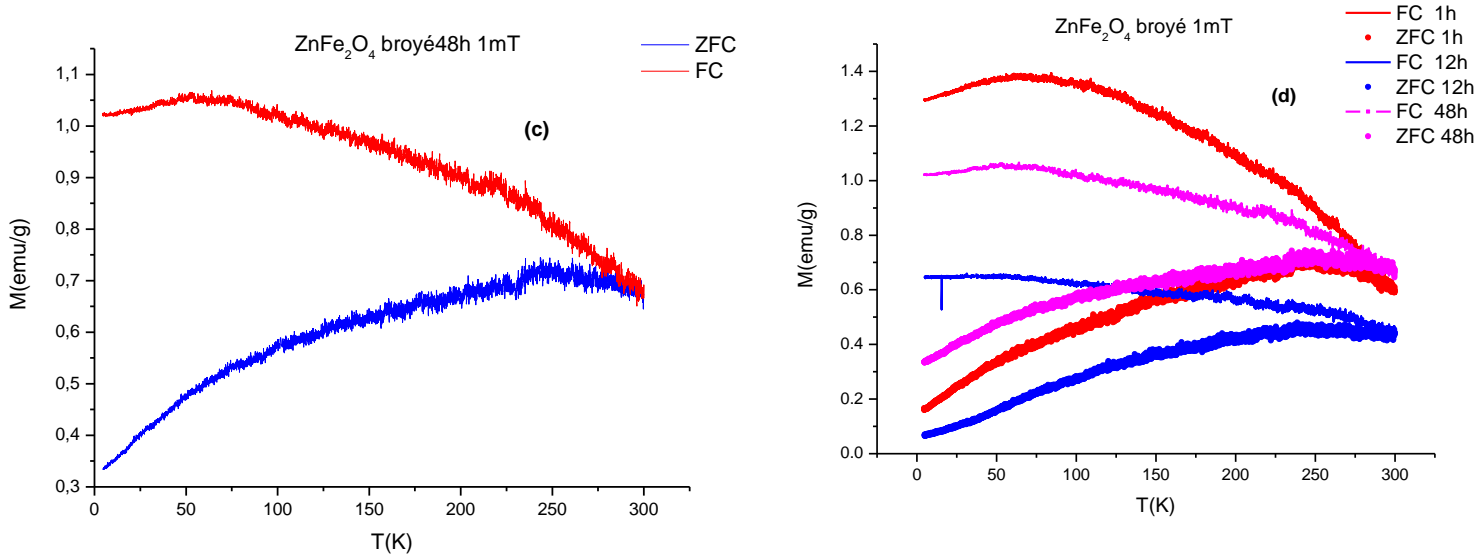 ZnFe₂O₄ broyé48h 1mT
ZFC
FC
(c)
M(emu/g)
1,1
1,0
0,9
0,8
0,7
0,6
0,5
0,4
0,3
0 50 100 150 200 250 300
T(K)
ZnFe₂O₄ broyé 1mT
FC 1h
ZFC 1h
FC 12h
ZFC 12h
FC 48h
ZFC 48h
(d)
M(emu/g)
1.4
1.2
1.0
0.8
0.6
0.4
0.2
0.0
0 50 100 150 200 250 300
T(K)